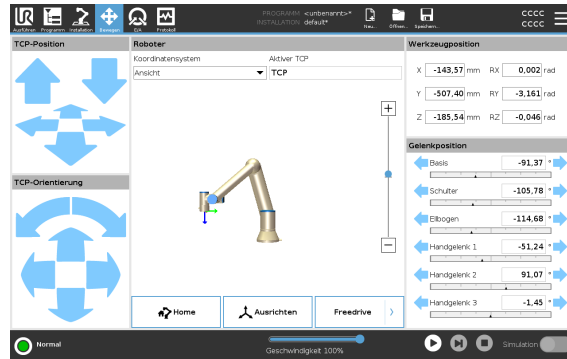 UR
Ausführen Programm Installation Bewegen E/A Protokoll
PROGRAMM <unbenannt>*
INSTALLATION default*
Neu... Öffnen... Speichern...
CCCC
CCCC
TCP-Position
Roboter
Werkzeugposition
Koordinatensystem Aktiver TCP
Ansicht TCP
X -143,57 mm RX 0,002 rad
Y -507,40 mm RY -3,161 rad
Z -185,54 mm RZ -0,046 rad
Gelenkposition
Basis -91,37 °
TCP-Orientierung
Schulter -105,78 °
Ellbogen -114,68 °
Handgelenk 1 -51,24 °
Handgelenk 2 91,07 °
Handgelenk 3 -1,45 °
Home Ausrichten Freedrive
Normal
Geschwindigkeit 100%
Simulation